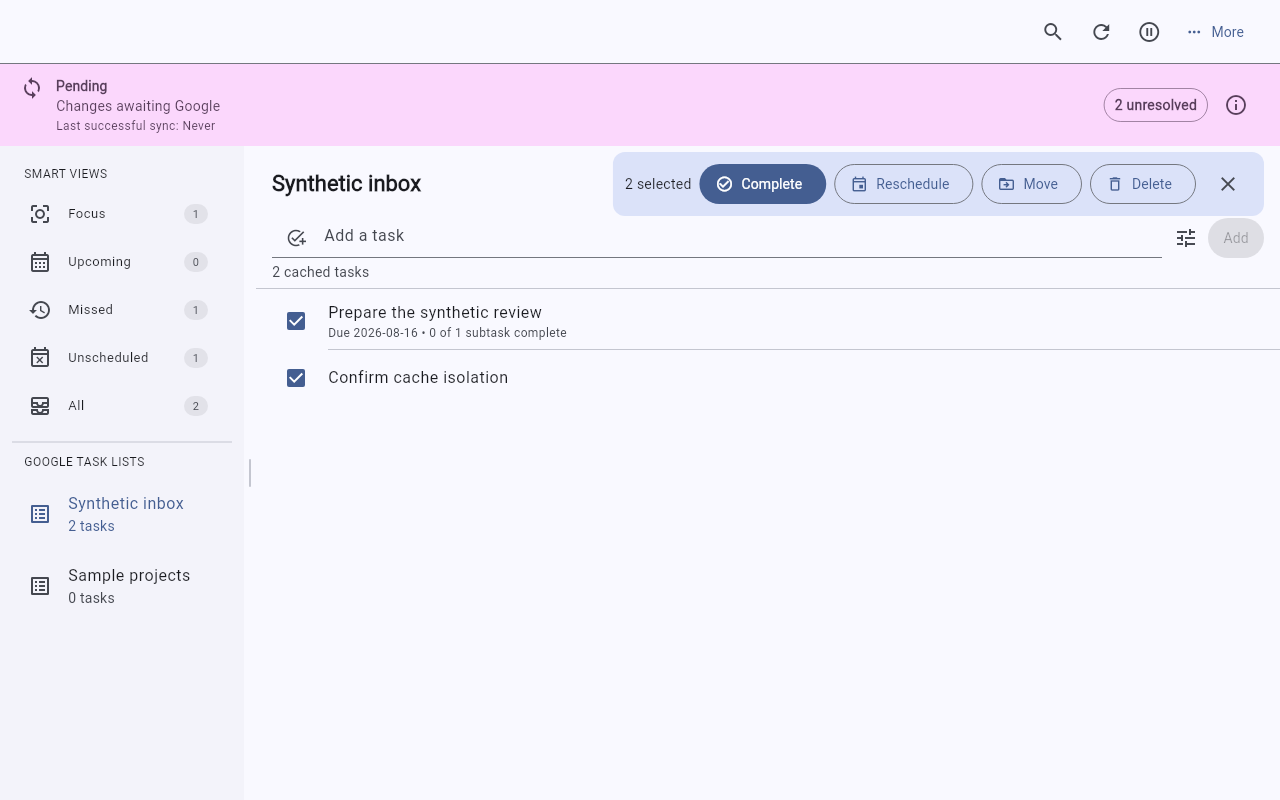 More
Pending
Changes awaiting Google
Last successful sync: Never
2 unresolved
SMART VIEWS
Focus 1
Upcoming 0
Missed 1
Unscheduled 1
All 2
GOOGLE TASK LISTS
Synthetic inbox
2 tasks
Sample projects
0 tasks
Synthetic inbox
2 selected Complete Reschedule Move Delete
Add a task Add
2 cached tasks
Prepare the synthetic review
Due 2026-08-16 • 0 of 1 subtask complete
Confirm cache isolation